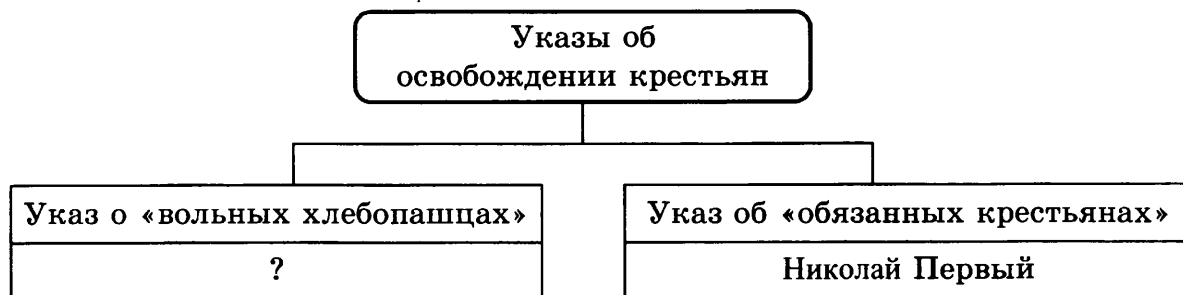 Указы об
освобождении крестьян
Указ о «вольных хлебопашцах»
Указ об «обязанных крестьянах»
?
Николай Первый